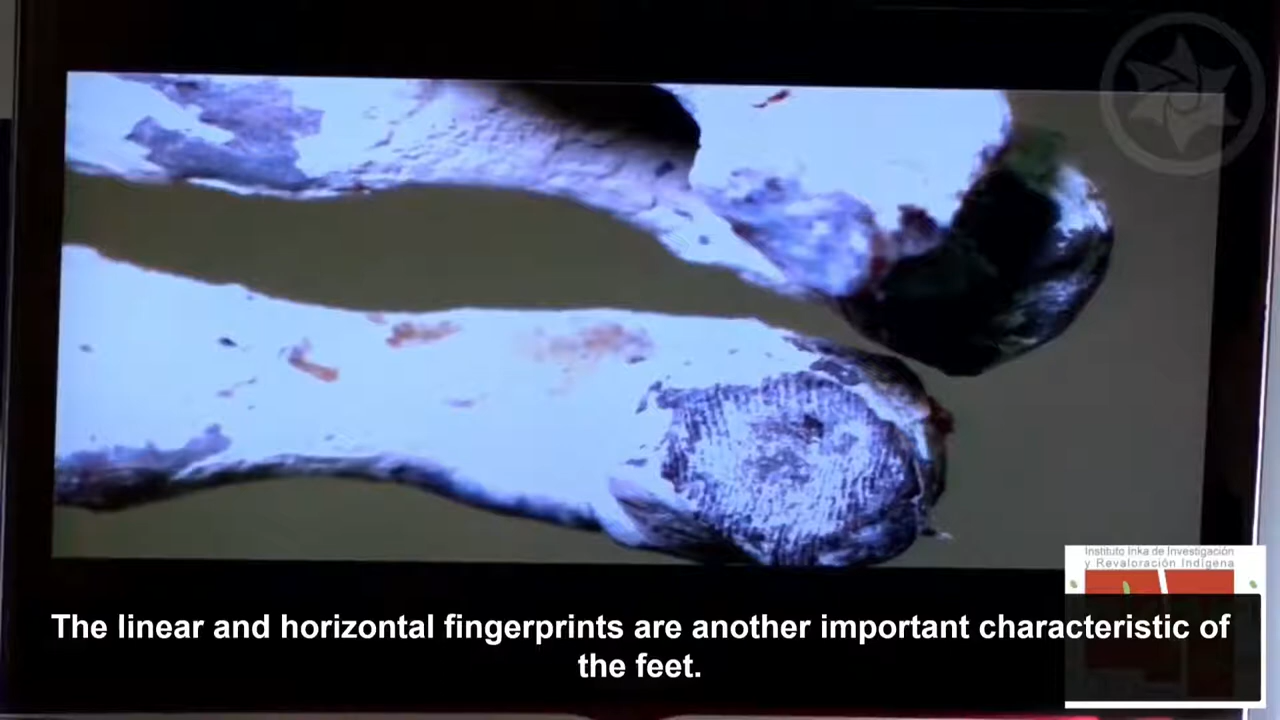 Instituto Inka de Investigación
y Revaloración Indígena
The linear and horizontal fingerprints are another important characteristic of
the feet.